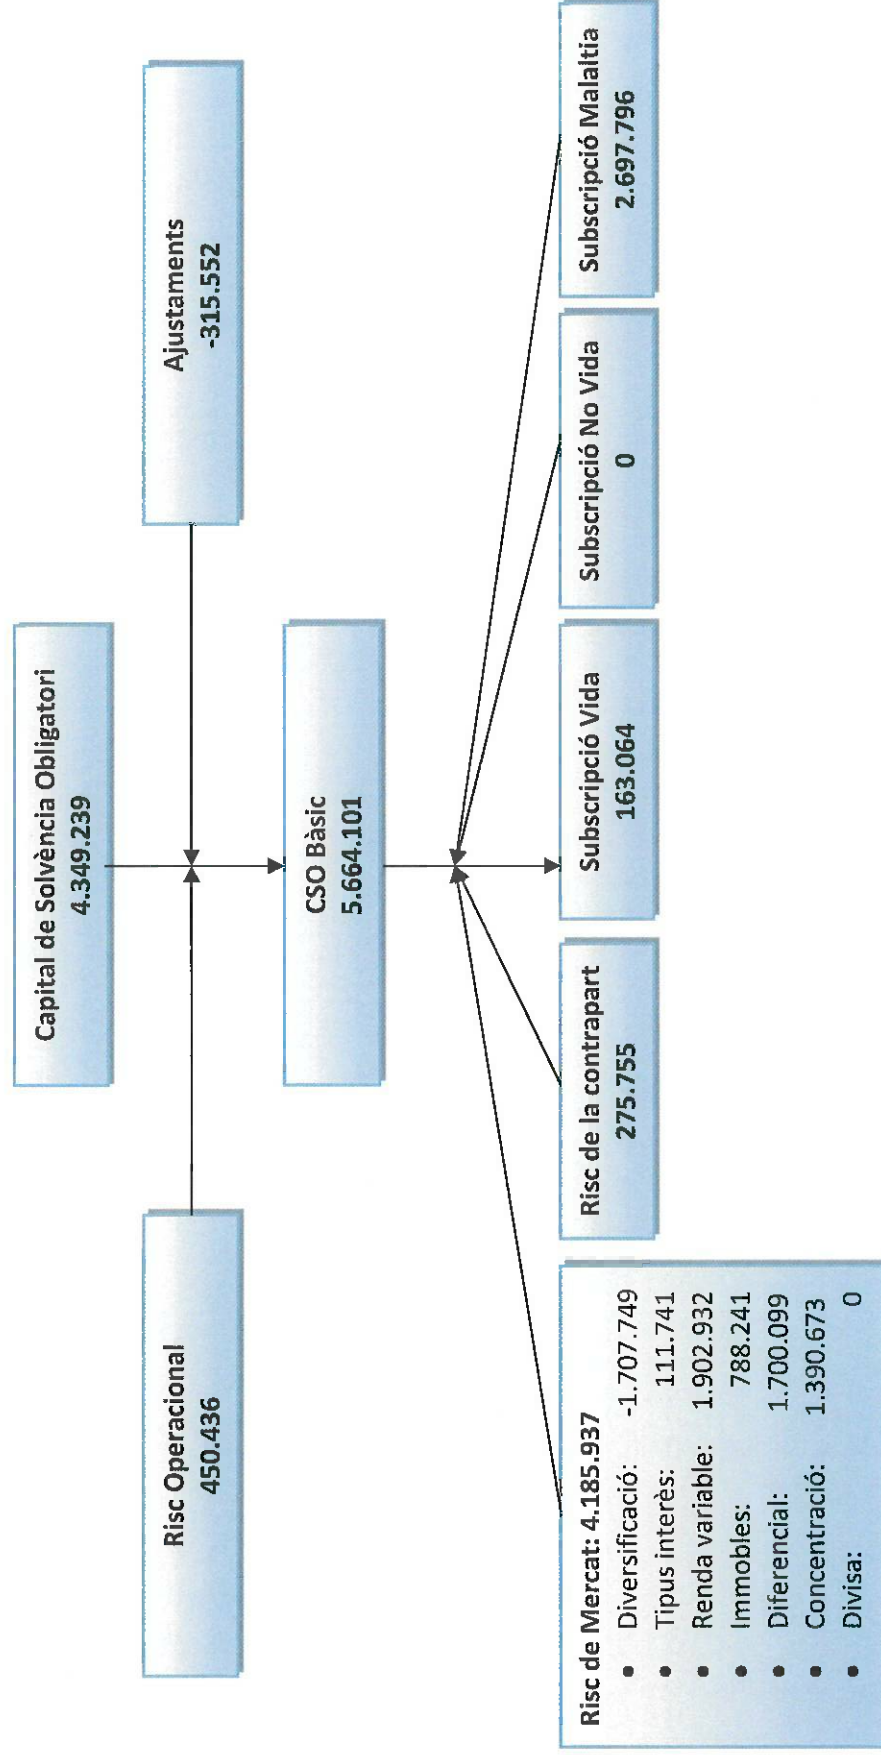 Capital de Solvència Obligatori
4.349.239
Risc Operacional
450.436
Ajustaments
-315.552
CSO Bàsic
5.664.101
Risc de Mercat: 4.185.937
• Diversificació: -1.707.749
• Tipus interès: 111.741
• Renda variable: 1.902.932
• Immobles: 788.241
• Diferencial: 1.700.099
• Concentració: 1.390.673
• Divisa: 0
Risc de la contrapart
275.755
Subscripció Vida
163.064
Subscripció No Vida
0
Subscripció Malaltia
2.697.796